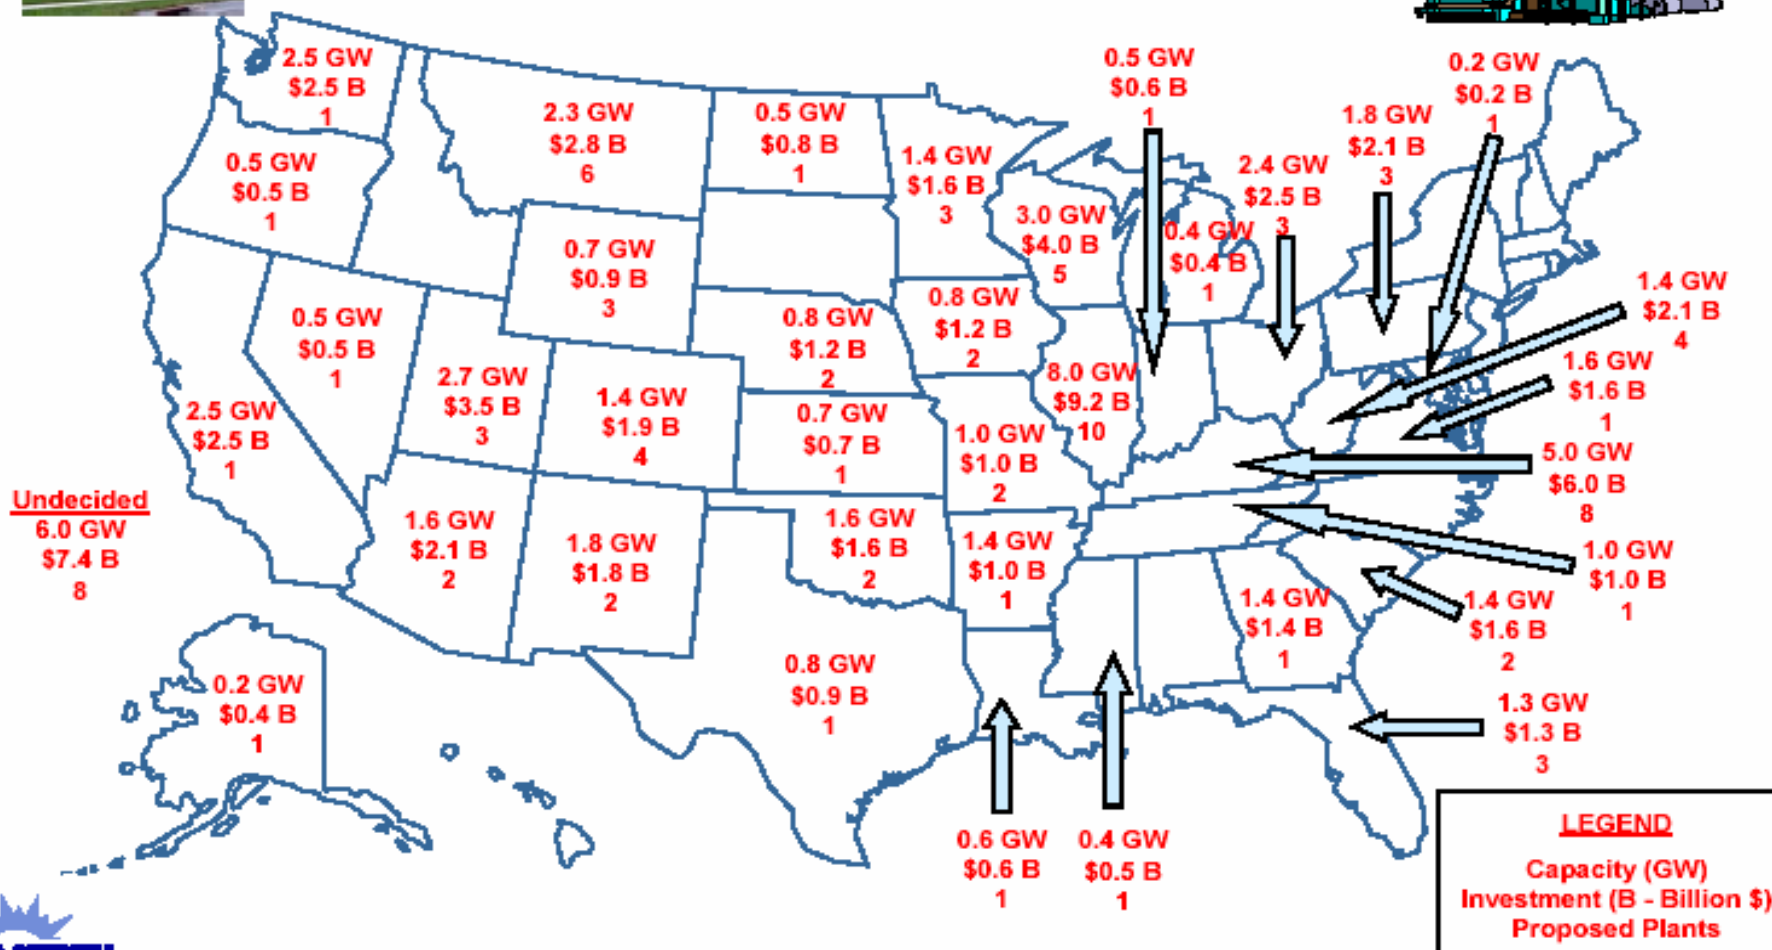 2.5 GW
$2.5 B
1
0.5 GW
$0.5 B
1
2.3 GW
$2.8 B
6
0.5 GW
$0.8 B
1
1.4 GW
$1.6 B
3
0.5 GW
$0.6 B
1
0.2 GW
$0.2 B
1
1.8 GW
$2.1 B
3
2.4 GW
$2.5 B
3
3.0 GW
$4.0 B
5
0.4 GW
$0.4 B
1
0.7 GW
$0.9 B
3
0.8 GW
$1.2 B
2
0.8 GW
$1.2 B
2
1.4 GW
$2.1 B
4
0.5 GW
$0.5 B
1
2.7 GW
$3.5 B
3
1.4 GW
$1.9 B
4
0.7 GW
$0.7 B
1
8.0 GW
$9.2 B
10
1.6 GW
$1.6 B
1
2.5 GW
$2.5 B
1
1.0 GW
$1.0 B
2
5.0 GW
$6.0 B
8
Undecided
6.0 GW
$7.4 B
8
1.6 GW
$2.1 B
2
1.8 GW
$1.8 B
2
1.6 GW
$1.6 B
2
1.4 GW
$1.0 B
1
1.0 GW
$1.0 B
1
1.4 GW
$1.4 B
1
1.4 GW
$1.6 B
2
0.2 GW
$0.4 B
1
0.8 GW
$0.9 B
1
1.3 GW
$1.3 B
3
0.6 GW
$0.6 B
1
0.4 GW
$0.5 B
1
LEGEND
Capacity (GW)
Investment (B - Billion $)
Proposed Plants